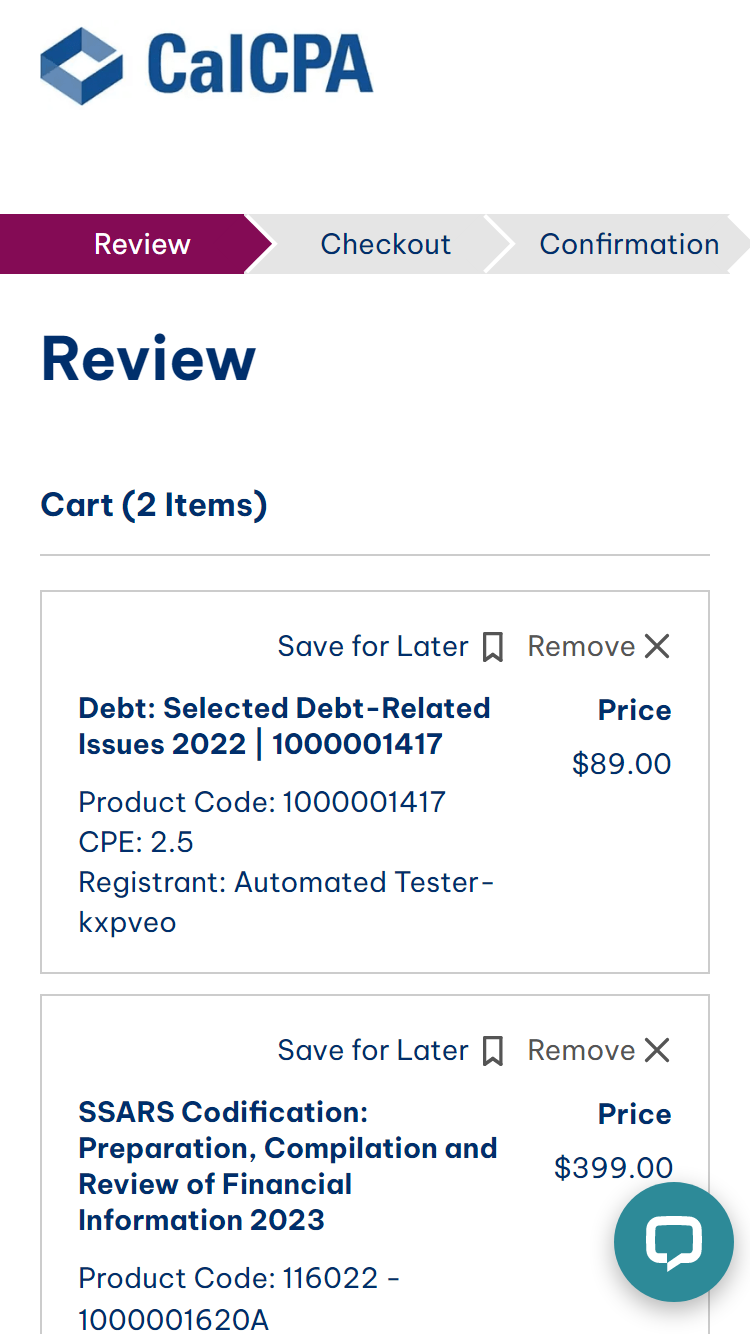 CalCPA
Review
Checkout
Confirmation
Review
Cart (2 Items)
Save for Later
Remove
Debt: Selected Debt-Related
Issues 2022 | 1000001417
Price
$89.00
Product Code: 1000001417
CPE: 2.5
Registrant: Automated Tester-
kxpveo
Save for Later
Remove
SSARS Codification:
Preparation, Compilation and
Review of Financial
Information 2023
Price
$399.00
Product Code: 116022 -
1000001620A